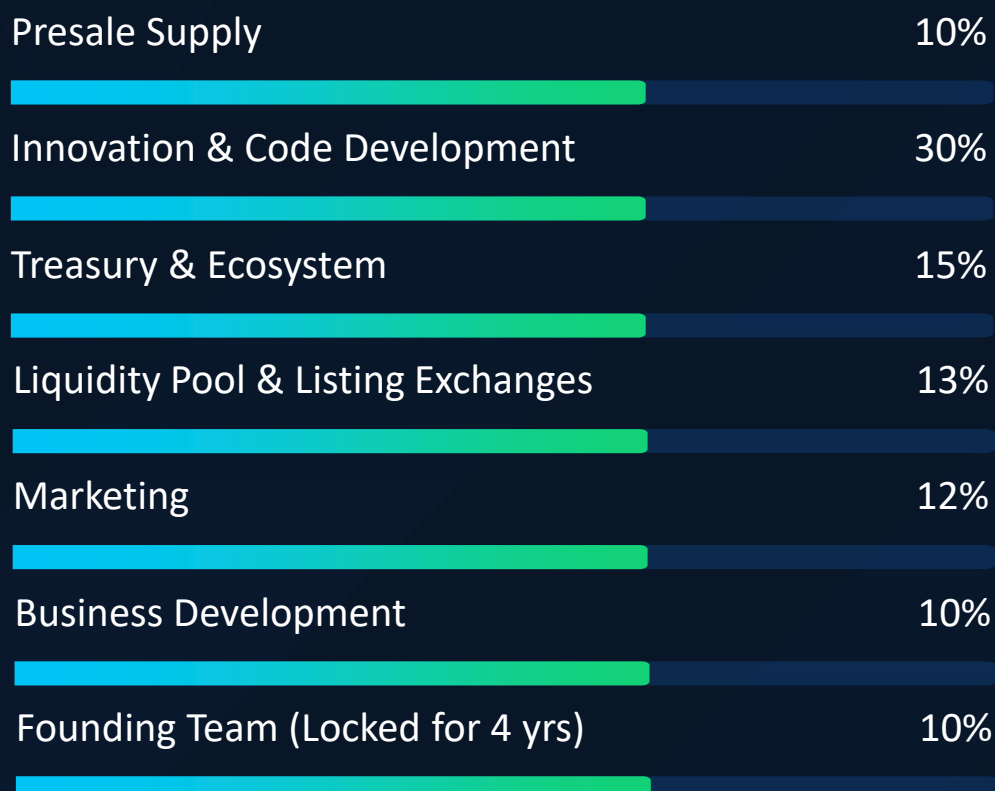 Presale Supply 10%
Innovation & Code Development 30%
Treasury & Ecosystem 15%
Liquidity Pool & Listing Exchanges 13%
Marketing 12%
Business Development 10%
Founding Team (Locked for 4 yrs) 10%